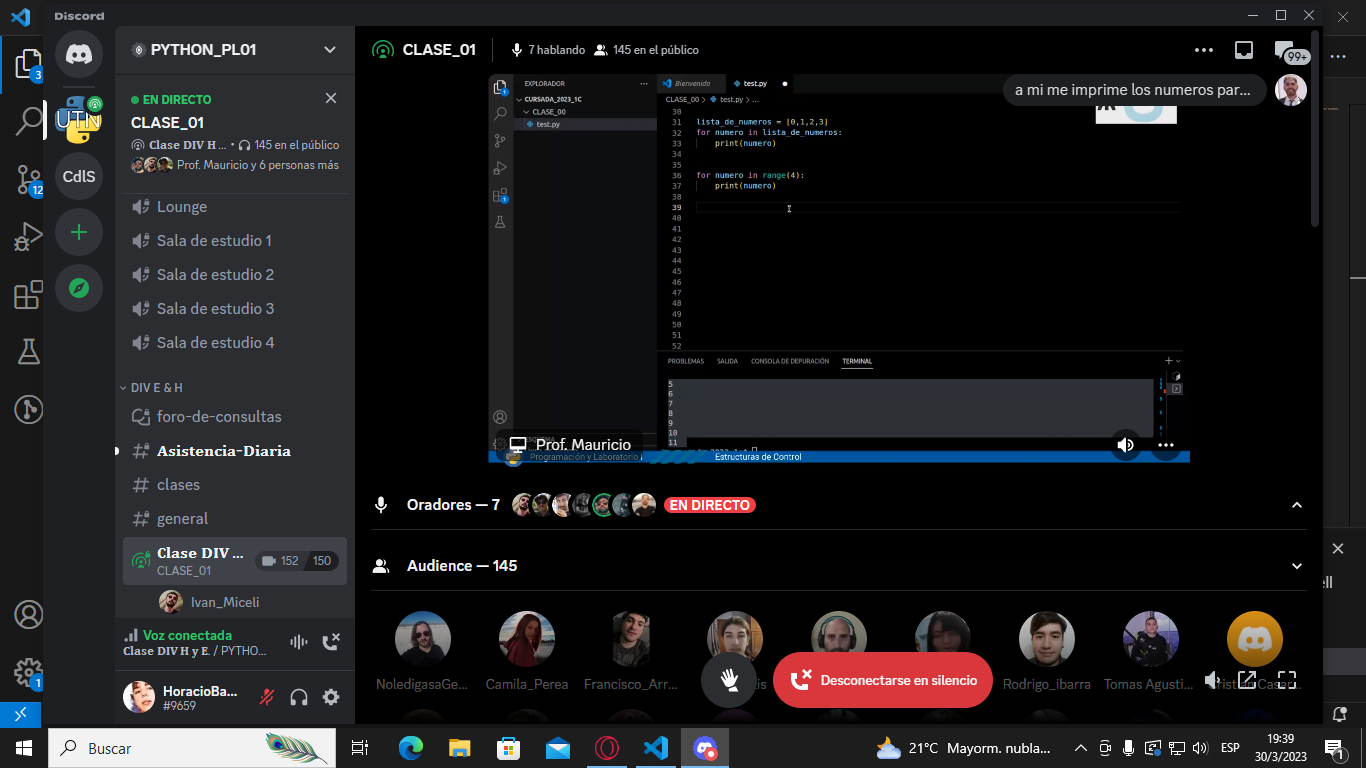 Discord
PYTHON_PL01
EN DIRECTO
CLASE_01
Clase DIV H ... • 145 en el público
Prof. Mauricio y 6 personas más
Lounge
Sala de estudio 1
Sala de estudio 2
Sala de estudio 3
Sala de estudio 4
DIV E & H
foro-de-consultas
Asistencia-Diaria
clases
general
Clase DIV ... 152 150
CLASE_01
Ivan_Miceli
Voz conectada
Clase DIV H y E. / PYTHO...
HoracioBa...
#9659
UTN
CdlS
3
12
1
CLASE_01 7 hablando 145 en el público
99+
a mi me imprime los numeros par...
EXPLORADOR
CURSADA_2023_1C
CLASE_00
test.py
Bienvenido test.py
CLASE_00 > test.py > ...
30
31 lista_de_numeros = [0,1,2,3]
32 for numero in lista_de_numeros:
33 print(numero)
34
35
36 for numero in range(4):
37 print(numero)
38
39
40
41
42
43
44
45
46
47
48
49
50
51
52
PROBLEMAS SALIDA CONSOLA DE DEPURACIÓN TERMINAL
5
6
7
8
9
10
11
Prof. Mauricio
Programación y Laboratorio
Estructuras de Control
Oradores — 7 EN DIRECTO
Audience — 145
NoledigasaGe... Camila_Perea Francisco_Arr... Rodrigo_ibarra Tomas Agusti...
Desconectarse en silencio
Buscar
21°C Mayorm. nubla...
ESP
19:39
30/3/2023
1